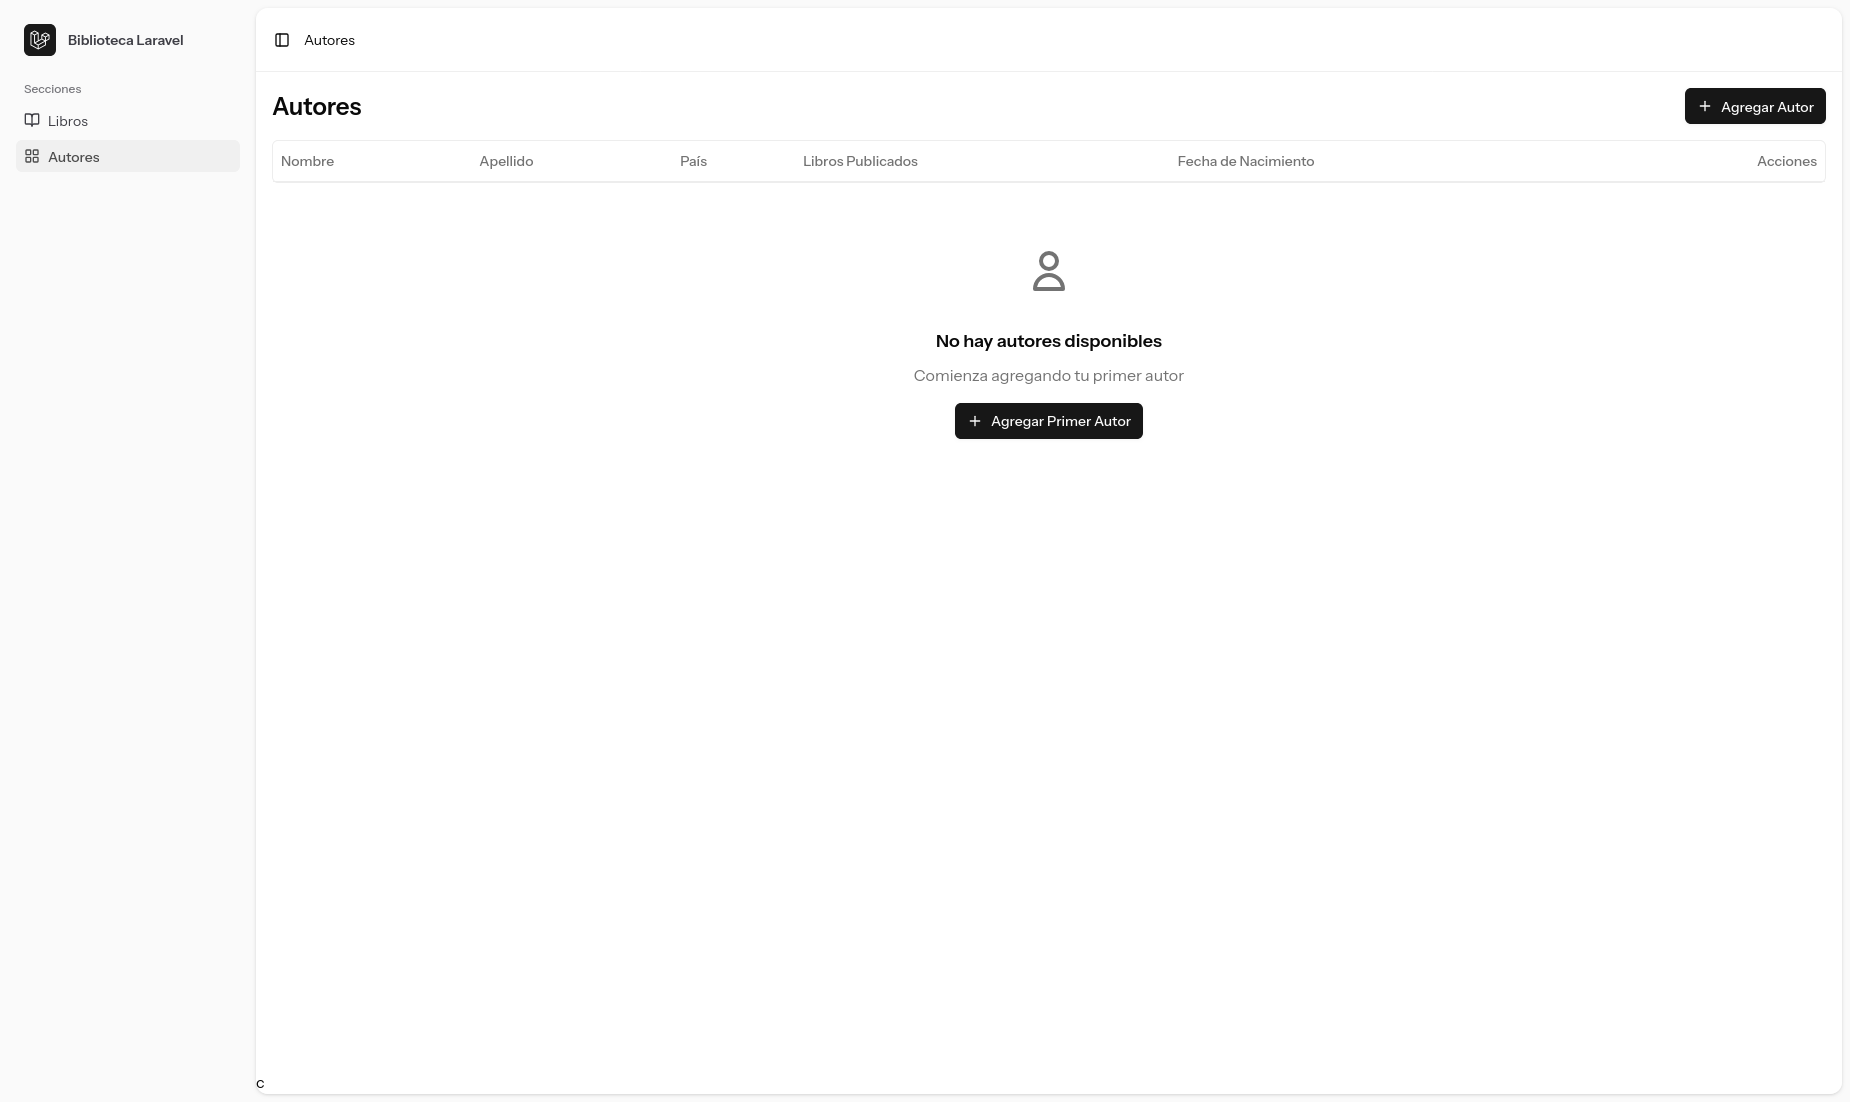 Biblioteca Laravel
Secciones
Libros
Autores
Autores
Autores
Agregar Autor
Nombre Apellido País Libros Publicados Fecha de Nacimiento Acciones
No hay autores disponibles
Comienza agregando tu primer autor
Agregar Primer Autor
c